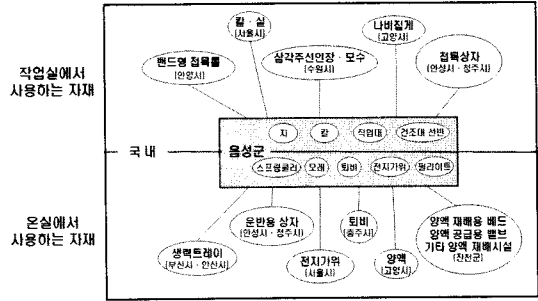 작업실에서
사용하는 자재
칼 · 실
(서울시)
나비집게
(고양시)
밴드형 접목롤
(안양시)
삼각주선인장 · 모수
(수원시)
접목상자
(안성시 · 청주시)
지
칼
작업대
건조대 선반
국 내
음성군
스프링쿨러
모래
퇴비
전지가위
펄라이트
온실에서
사용하는 자재
운반용 상자
(안성시 · 청주시)
퇴비
(충주시)
양액 재배용 베드
양액 공급용 밸브
기타 양액 재배시설
(진천군)
생력트레이
(부산시 · 안산시)
전지가위
(서울시)
양액
(고양시)